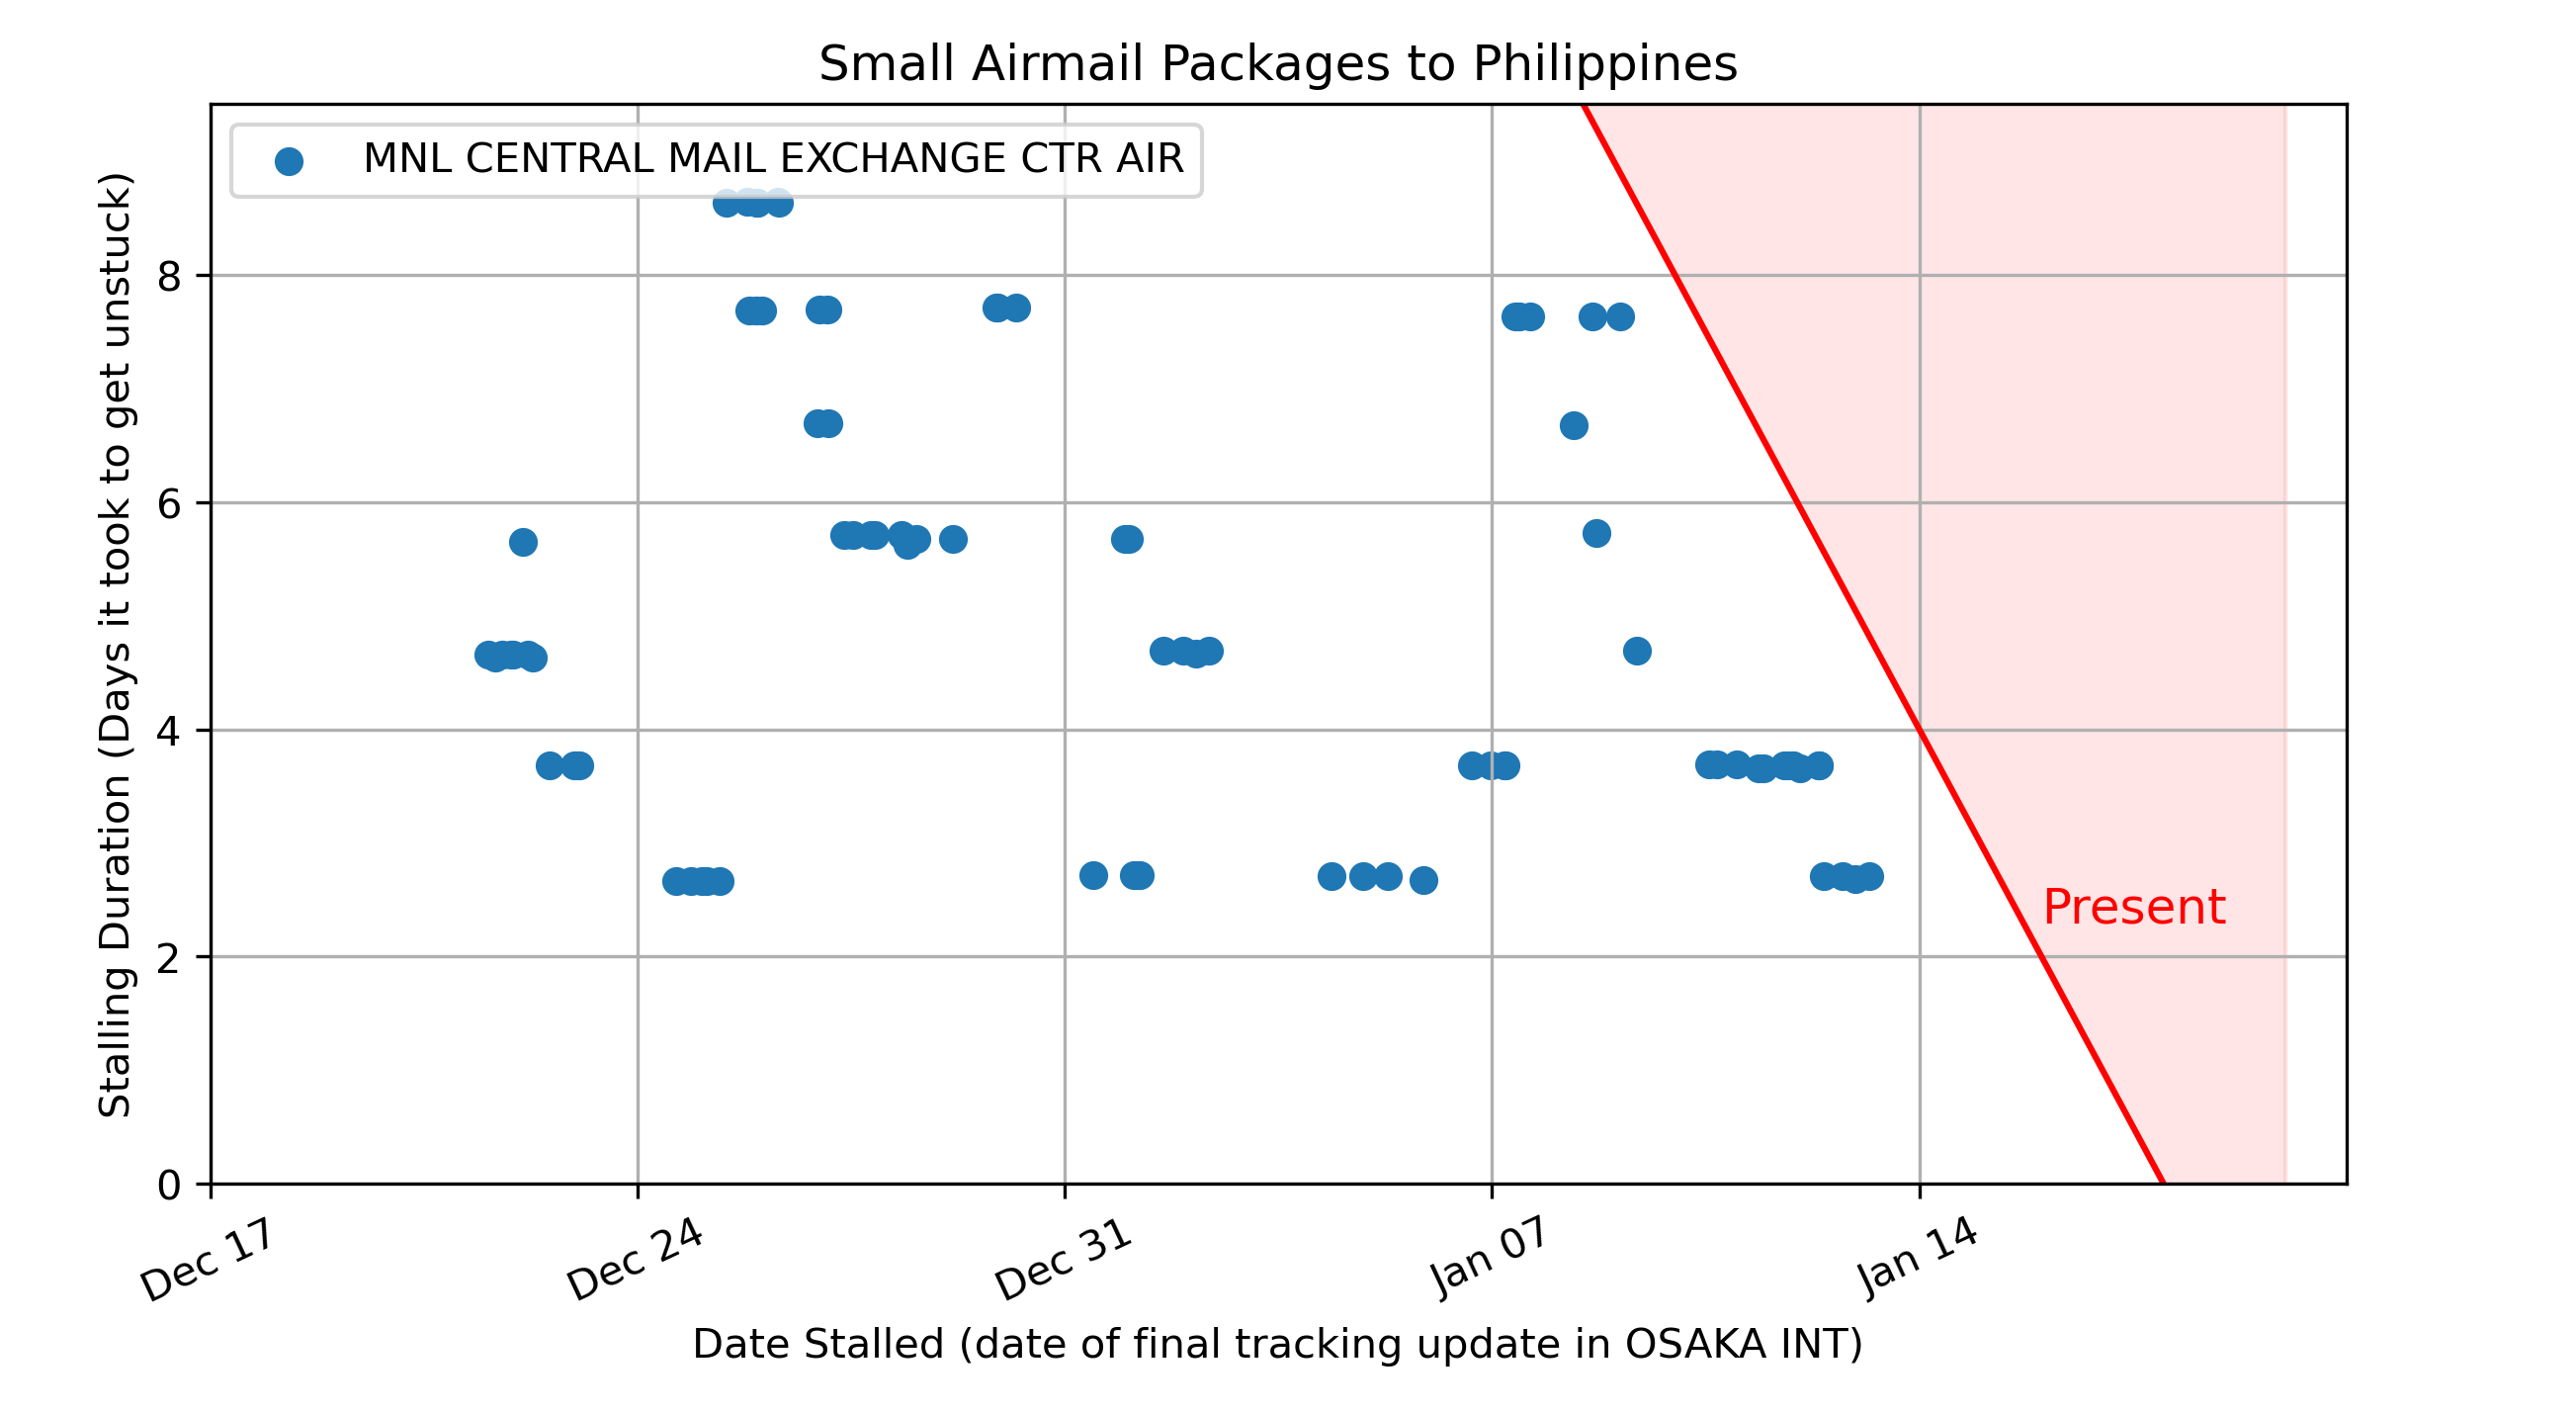 Small Airmail Packages to Philippines
MNL CENTRAL MAIL EXCHANGE CTR AIR
Stalling Duration (Days it took to get unstuck)
8
6
4
2
0
Present
Dec 17
Dec 24
Dec 31
Jan 07
Jan 14
Date Stalled (date of final tracking update in OSAKA INT)